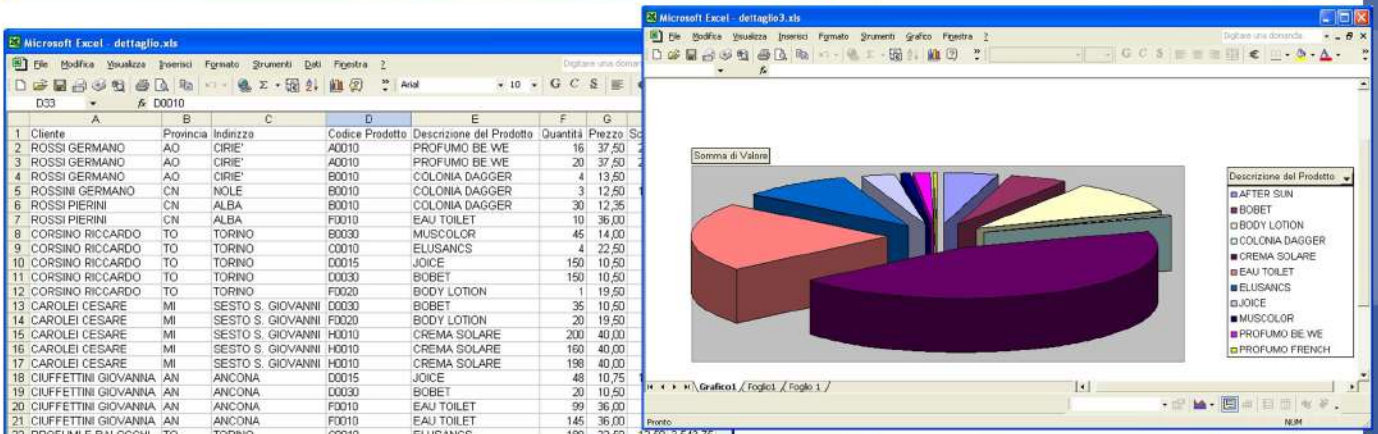 Microsoft Excel - dettaglio.xls
File Modifica Visualizza Inserisci Formato Strumenti Dati Finestra ?
Arial 10 G C S
D33 fx D0010
A B C D E F G
1 Cliente Provincia Indirizzo Codice Prodotto Descrizione del Prodotto Quantità Prezzo Sc
2 ROSSI GERMANO AO CIRIE' A0010 PROFUMO BE WE 16 37,50
3 ROSSI GERMANO AO CIRIE' A0010 PROFUMO BE WE 20 37,50
4 ROSSI GERMANO AO CIRIE' B0010 COLONIA DAGGER 4 13,50
5 ROSSINI GERMANO CN NOLE B0010 COLONIA DAGGER 3 12,50
6 ROSSI PIERINI CN ALBA B0010 COLONIA DAGGER 30 12,35
7 ROSSI PIERINI CN ALBA F0010 EAU TOILET 10 36,00
8 CORSINO RICCARDO TO TORINO B0030 MUSCOLOR 45 14,00
9 CORSINO RICCARDO TO TORINO C0010 ELUSANCS 4 22,50
10 CORSINO RICCARDO TO TORINO D0015 JOICE 150 10,50
11 CORSINO RICCARDO TO TORINO D0030 BOBET 150 10,50
12 CORSINO RICCARDO TO TORINO F0020 BODY LOTION 1 19,50
13 CAROLEI CESARE MI SESTO S. GIOVANNI D0030 BOBET 35 10,50
14 CAROLEI CESARE MI SESTO S. GIOVANNI F0020 BODY LOTION 20 19,50
15 CAROLEI CESARE MI SESTO S. GIOVANNI H0010 CREMA SOLARE 200 40,00
16 CAROLEI CESARE MI SESTO S. GIOVANNI H0010 CREMA SOLARE 160 40,00
17 CAROLEI CESARE MI SESTO S. GIOVANNI H0010 CREMA SOLARE 198 40,00
18 CIUFFETTINI GIOVANNA AN ANCONA D0015 JOICE 48 10,75
19 CIUFFETTINI GIOVANNA AN ANCONA D0030 BOBET 20 10,50
20 CIUFFETTINI GIOVANNA AN ANCONA F0010 EAU TOILET 99 36,00
21 CIUFFETTINI GIOVANNA AN ANCONA F0010 EAU TOILET 145 36,00
Microsoft Excel - dettaglio3.xls
File Modifica Visualizza Inserisci Formato Strumenti Grafico Finestra ?
Digitare una domanda
G C S
fx
Somma di Valore
Descrizione del Prodotto
AFTER SUN
BOBET
BODY LOTION
COLONIA DAGGER
CREMA SOLARE
EAU TOILET
ELUSANCS
JOICE
MUSCOLOR
PROFUMO BE WE
PROFUMO FRENCH
Grafico1 / Foglio1 / Foglio 1
Pronto
NUM